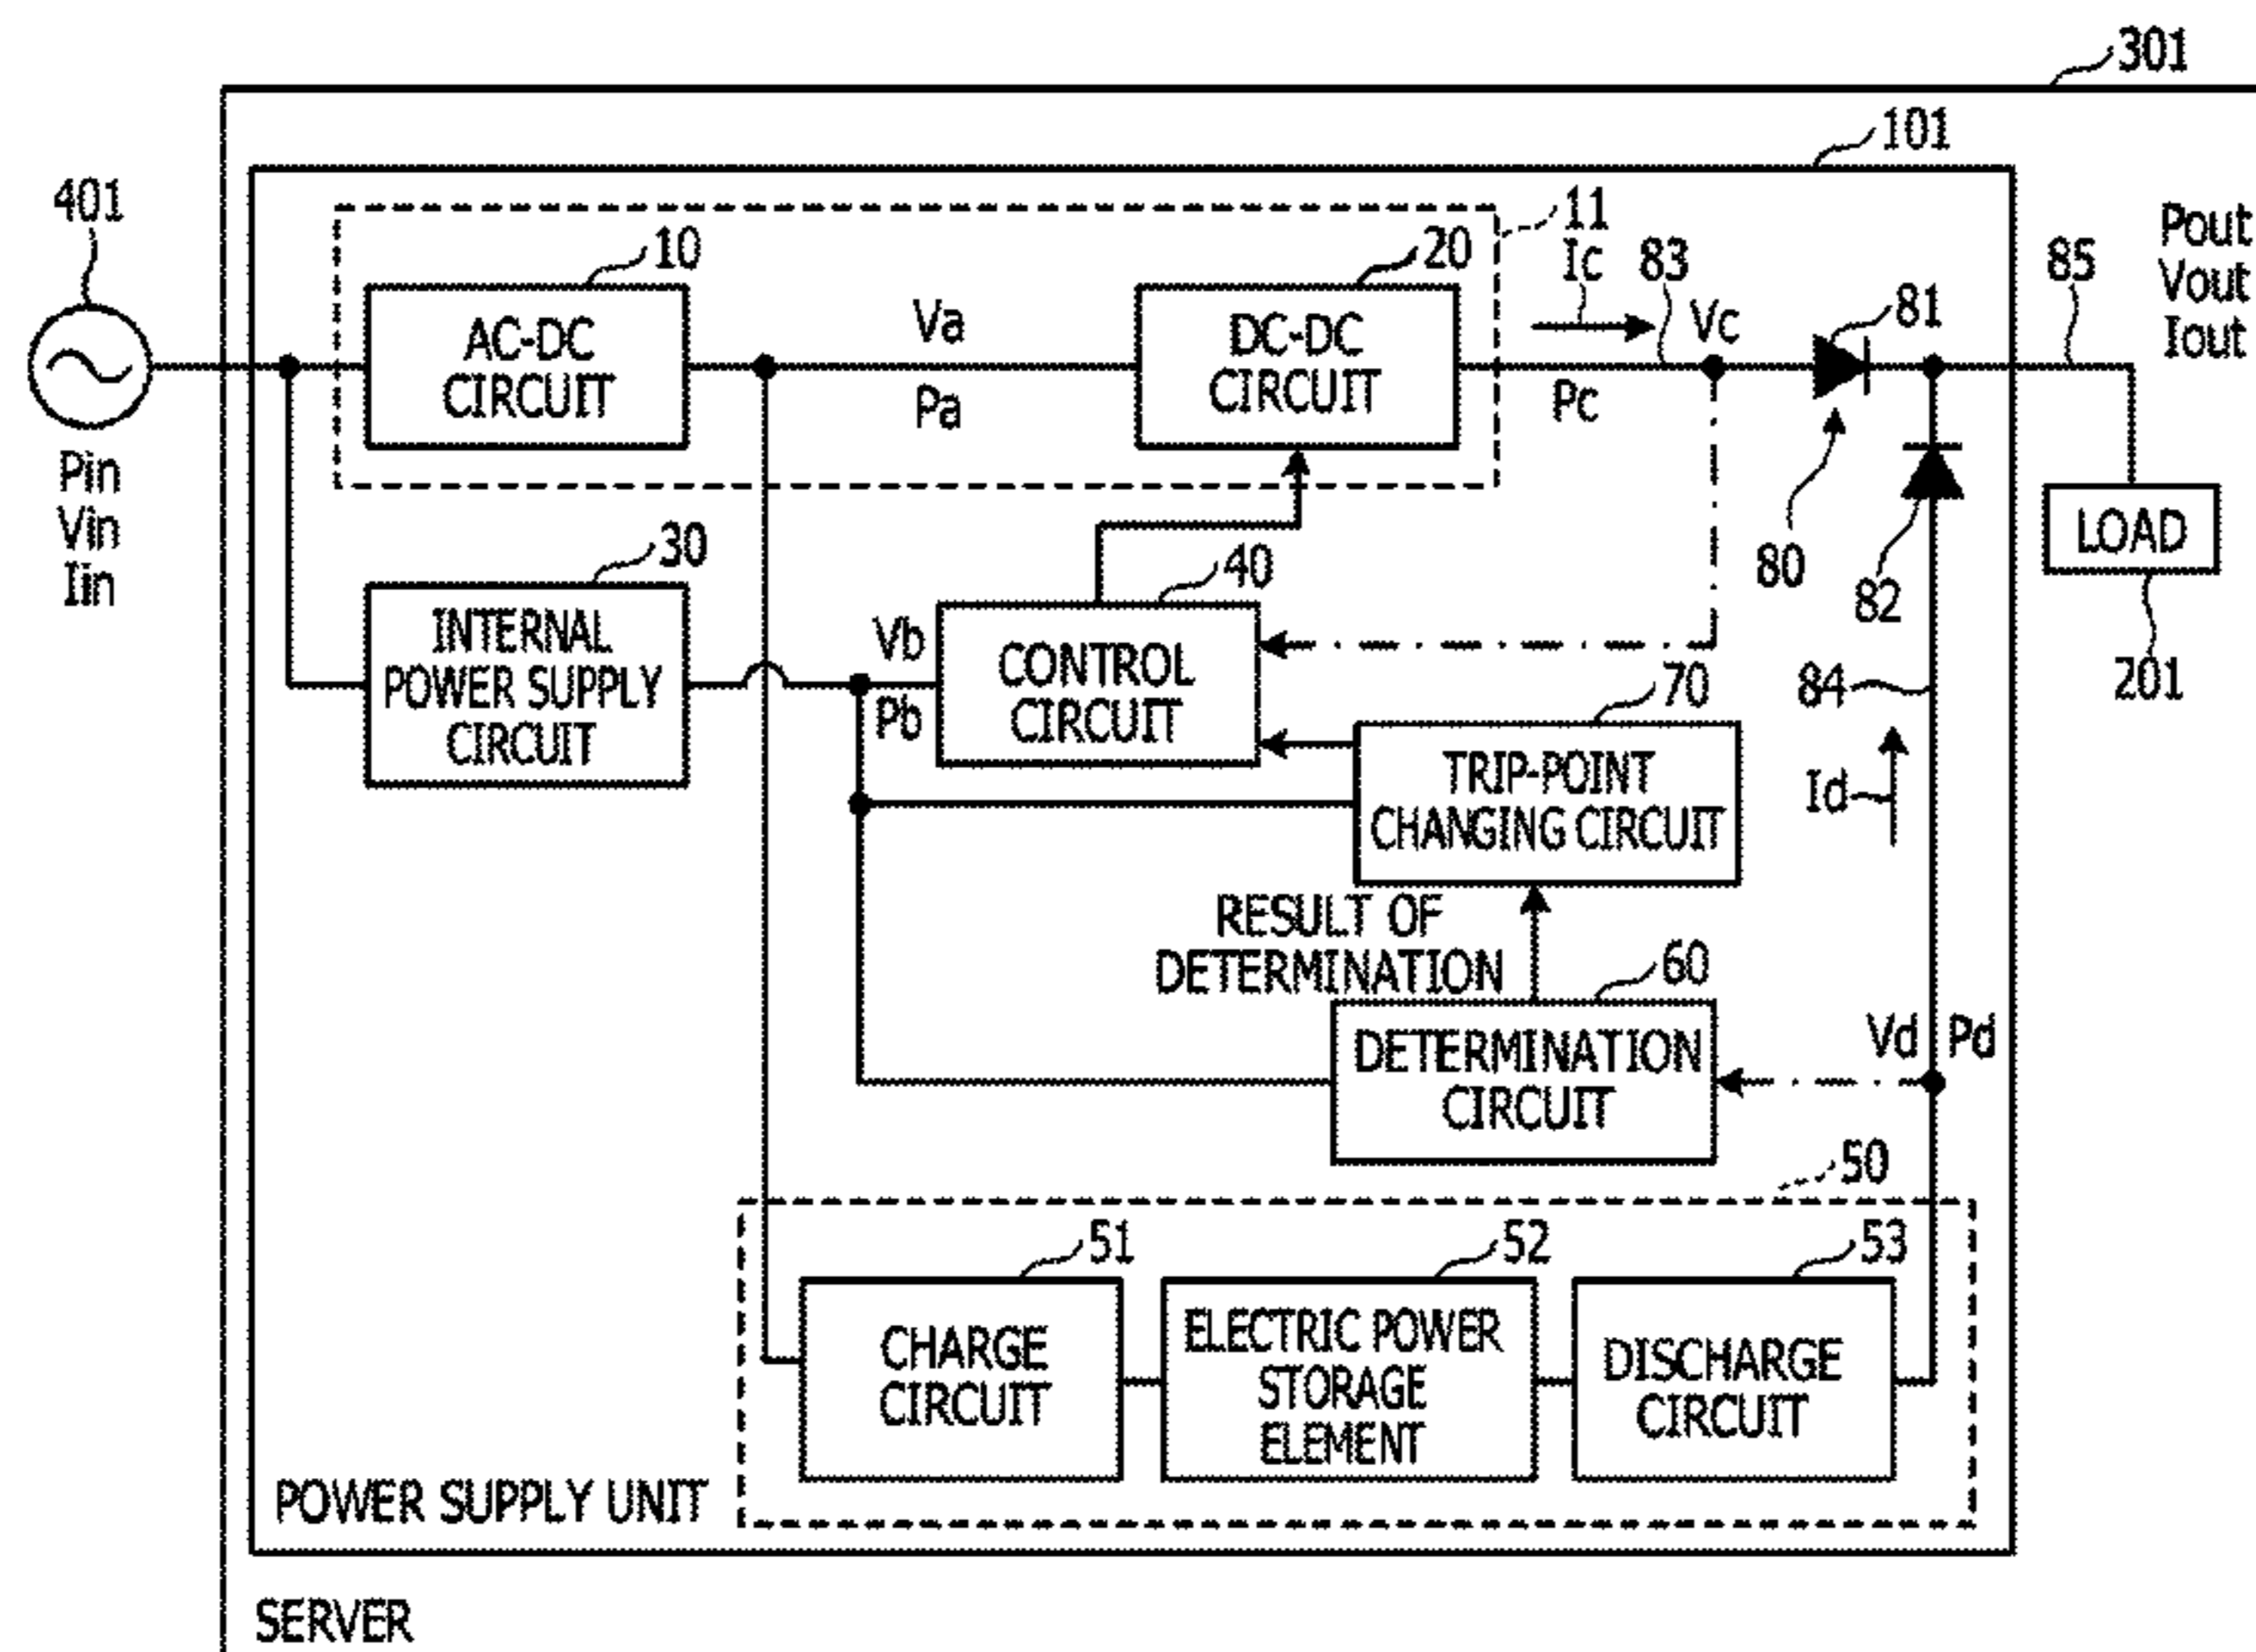 301
101
401
11
10
20
Ic
83
85
Pout
Vout
Iout
AC-DC
CIRCUIT
Va
Pa
DC-DC
CIRCUIT
Pc
Vc
81
80
82
LOAD
201
Pin
Vin
Iin
30
INTERNAL
POWER SUPPLY
CIRCUIT
Vb
Pb
40
CONTROL
CIRCUIT
70
TRIP-POINT
CHANGING CIRCUIT
84
Id
RESULT OF
DETERMINATION
60
DETERMINATION
CIRCUIT
Vd
Pd
50
51
CHARGE
CIRCUIT
52
ELECTRIC POWER
STORAGE
ELEMENT
53
DISCHARGE
CIRCUIT
POWER SUPPLY UNIT
SERVER